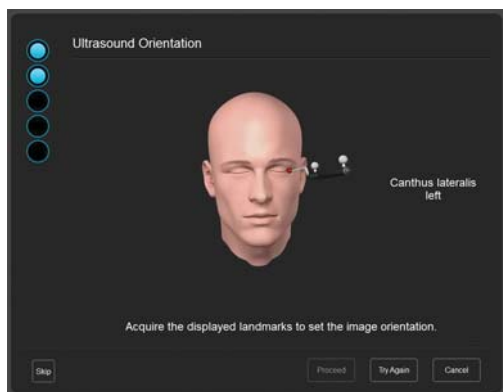 Ultrasound Orientation
Canthus lateralis
left
Acquire the displayed landmarks to set the image orientation.
Skip
Proceed
Try Again
Cancel